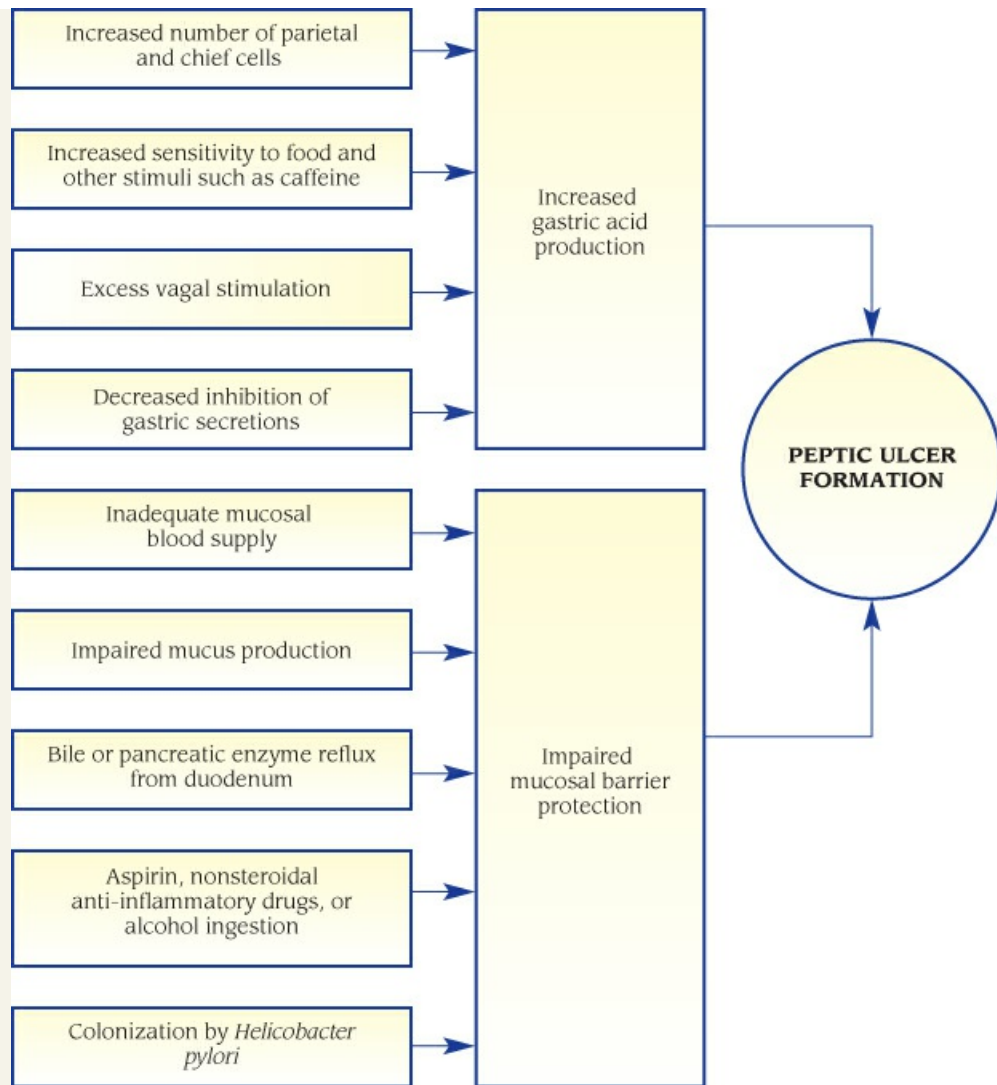 Increased number of parietal
and chief cells
Increased sensitivity to food and
other stimuli such as caffeine
Excess vagal stimulation
Decreased inhibition of
gastric secretions
Increased
gastric acid
production
Inadequate mucosal
blood supply
Impaired mucus production
Bile or pancreatic enzyme reflux
from duodenum
Aspirin, nonsteroidal
anti-inflammatory drugs, or
alcohol ingestion
Colonization by Helicobacter
pylori
Impaired
mucosal barrier
protection
PEPTIC ULCER
FORMATION